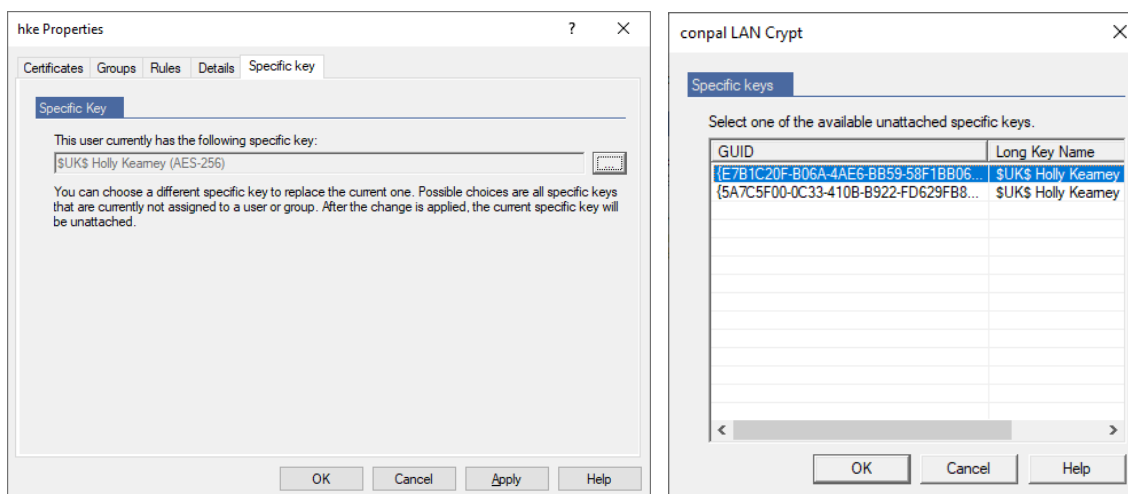 hke Properties
?
Certificates Groups Rules Details Specific key
Specific Key
This user currently has the following specific key:
$UK$ Holly Kearney (AES-256)
...
You can choose a different specific key to replace the current one. Possible choices are all specific keys
that are currently not assigned to a user or group. After the change is applied, the current specific key will
be unattached.
OK Cancel Apply Help
conpal LAN Crypt
Specific keys
Select one of the available unattached specific keys.
GUID Long Key Name
{E7B1C20F-B06A-4AE6-BB59-58F1BB06... $UK$ Holly Kearney
{5A7C5F00-0C33-410B-B922-FD629FB8... $UK$ Holly Kearney
OK Cancel Help